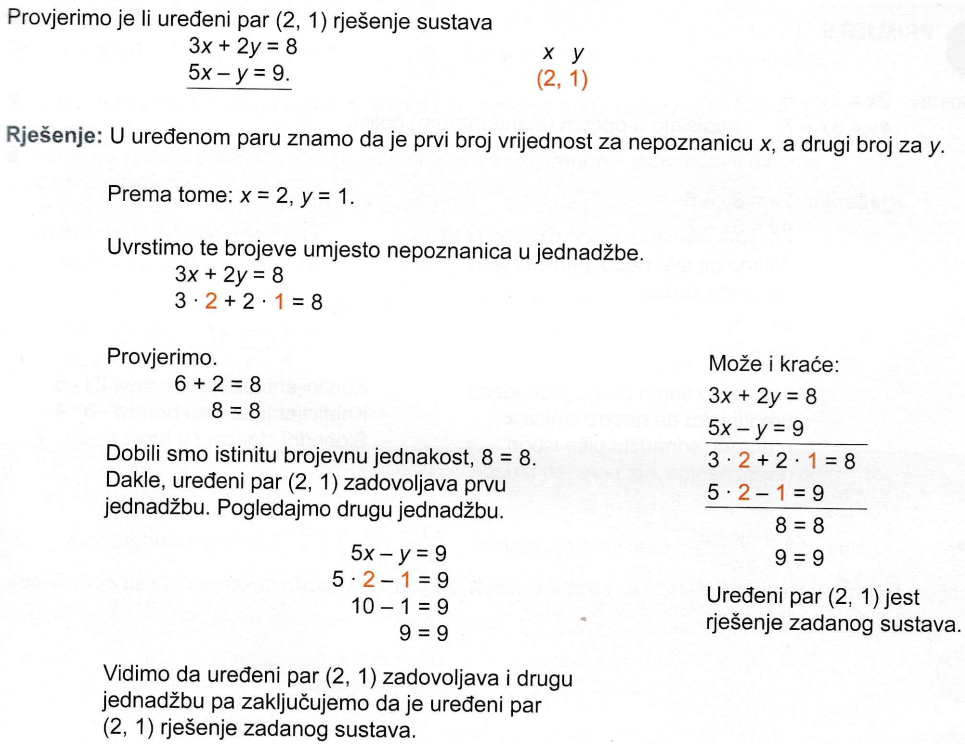 Provjerimo je li uređeni par (2, 1) rješenje sustava
3x + 2y = 8
5x – y = 9.
x y
(2, 1)
Rješenje: U uređenom paru znamo da je prvi broj vrijednost za nepoznanicu x, a drugi broj za y.
Prema tome: x = 2, y = 1.
Uvrstimo te brojeve umjesto nepoznanica u jednadžbe.
3x + 2y = 8
3 · 2 + 2 · 1 = 8
Provjerimo.
6 + 2 = 8
8 = 8
Dobili smo istinitu brojevnu jednakost, 8 = 8.
Dakle, uređeni par (2, 1) zadovoljava prvu
jednadžbu. Pogledajmo drugu jednadžbu.
5x – y = 9
5 · 2 – 1 = 9
10 – 1 = 9
9 = 9
Vidimo da uređeni par (2, 1) zadovoljava i drugu
jednadžbu pa zaključujemo da je uređeni par
(2, 1) rješenje zadanog sustava.
Može i kraće:
3x + 2y = 8
5x – y = 9
3 · 2 + 2 · 1 = 8
5 · 2 – 1 = 9
8 = 8
9 = 9
Uređeni par (2, 1) jest
rješenje zadanog sustava.